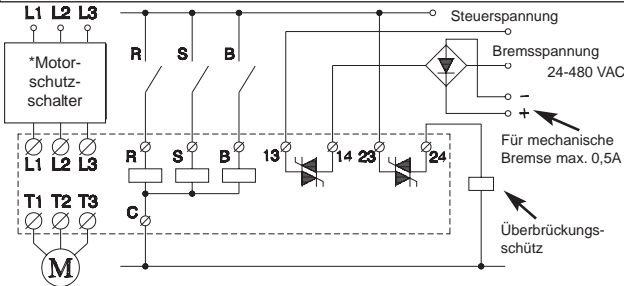 L1 L2 L3
Steuerspannung
*Motor-
schutz-
schalter
R S B
Bremsspannung
24-480 VAC
−
+
Für mechanische
Bremse max. 0,5A
L1 L2 L3
R S B 13 14 23 24
T1 T2 T3
C
Überbrückungs-
schütz
M